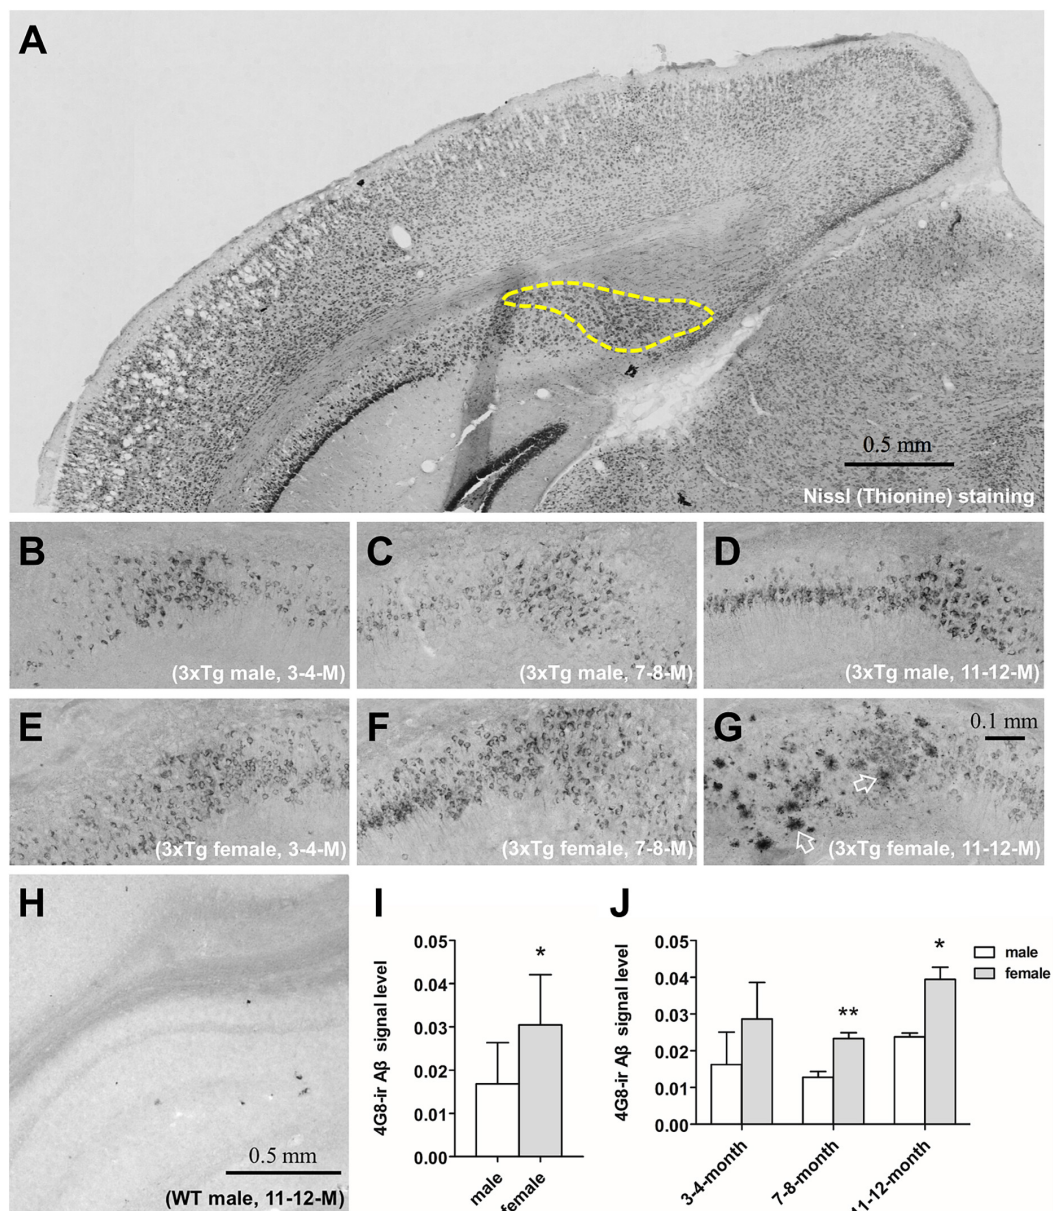 A
0.5 mm
Nissl (Thionine) staining
B
(3xTg male, 3-4-M)
C
(3xTg male, 7-8-M)
D
(3xTg male, 11-12-M)
E
(3xTg female, 3-4-M)
F
(3xTg female, 7-8-M)
G
0.1 mm
(3xTg female, 11-12-M)
H
0.5 mm
(WT male, 11-12-M)
I
4G8-ir Aβ signal level
0.05
0.04
0.03
0.02
0.01
0.00
*
male
female
J
4G8-ir Aβ signal level
0.05
0.04
0.03
0.02
0.01
0.00
**
*
male
female
3-4-month
7-8-month
11-12-month